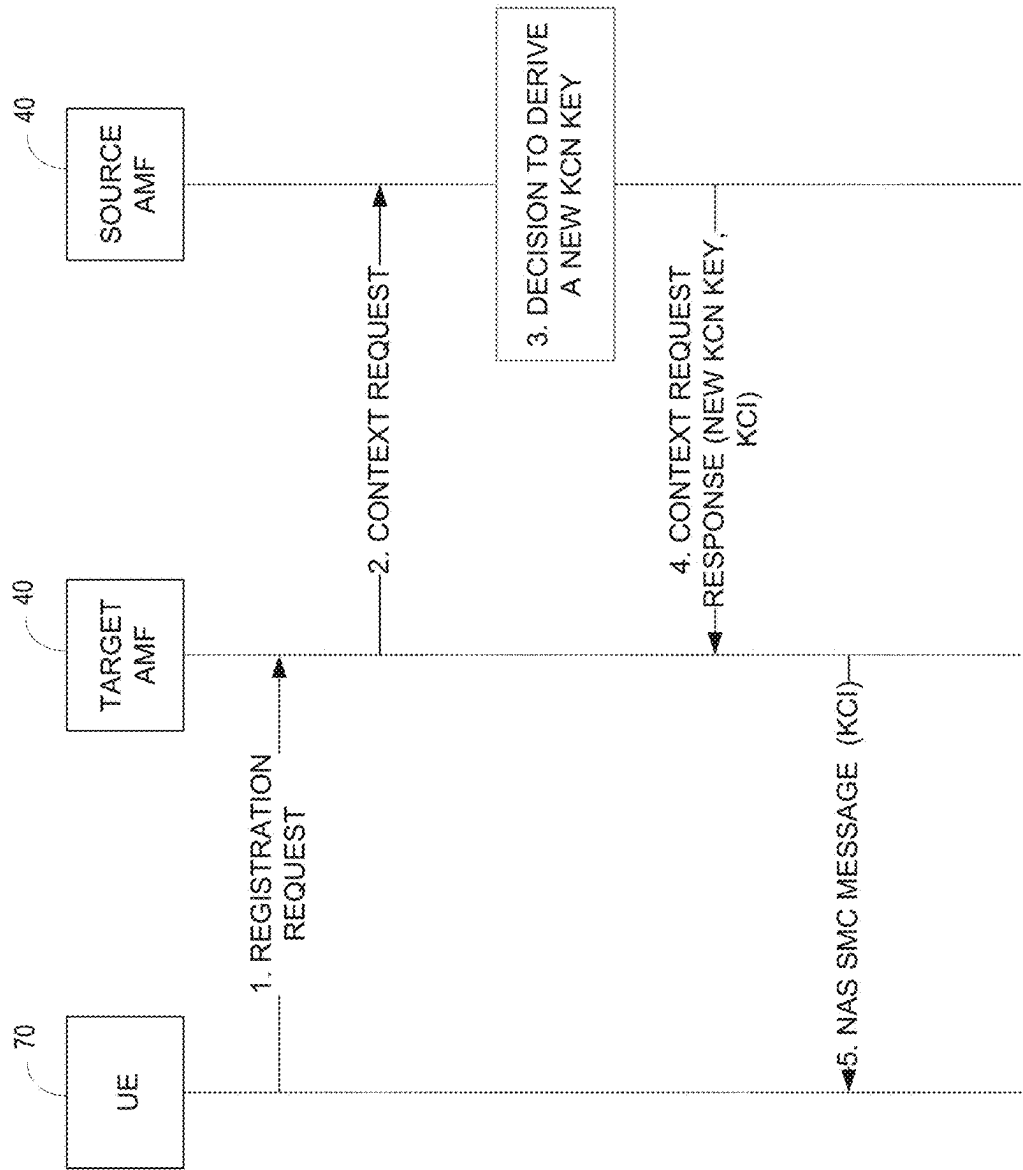 70
UE
40
TARGET
AMF
40
SOURCE
AMF
1. REGISTRATION
REQUEST
2. CONTEXT REQUEST
3. DECISION TO DERIVE
A NEW KCN KEY
4. CONTEXT REQUEST
RESPONSE (NEW KCN KEY,
KCI)
5. NAS SMC MESSAGE (KCI)